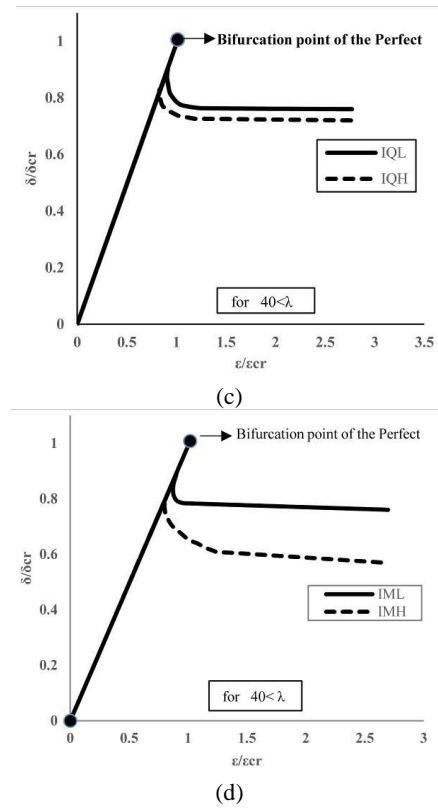 Bifurcation point of the Perfect
1
0.8
0.6
0.4
0.2
0
δ/δcr
IQL
IQH
for 40<λ
0 0.5 1 1.5 2 2.5 3 3.5
ε/εcr
(c)
Bifurcation point of the Perfect
1
0.8
0.6
0.4
0.2
0
δ/δcr
IML
IMH
for 40<λ
0 0.5 1 1.5 2 2.5 3
ε/εcr
(d)